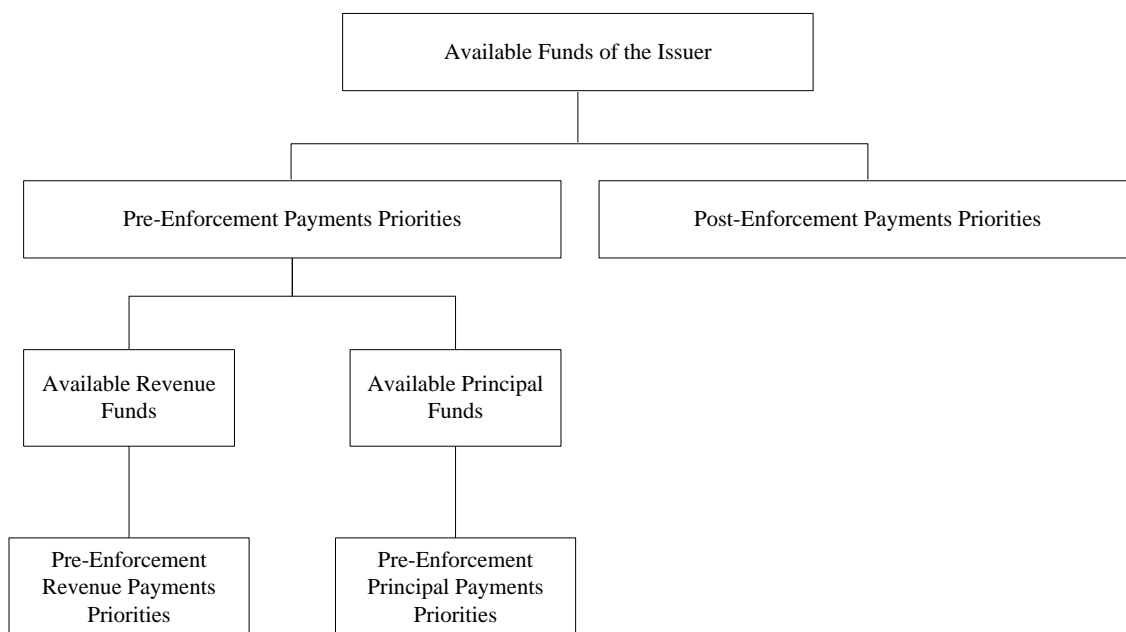 Available Funds of the Issuer
Pre-Enforcement Payments Priorities
Post-Enforcement Payments Priorities
Available Revenue
Funds
Available Principal
Funds
Pre-Enforcement
Revenue Payments
Priorities
Pre-Enforcement
Principal Payments
Priorities